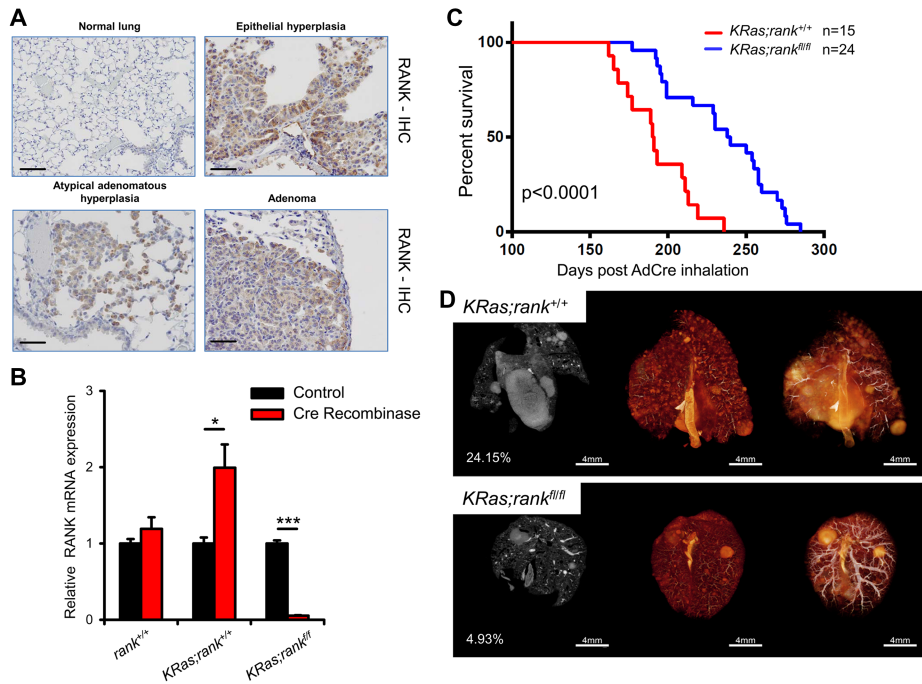 A
Normal lung
Epithelial hyperplasia
RANK - IHC
Atypical adenomatous
hyperplasia
Adenoma
RANK - IHC
B
Relative RANK mRNA expression
3
2
1
0
Control
Cre Recombinase
*
***
rank+/+
KRas;rank+/+
KRas;rankfl/fl
C
KRas;rank+/+ n=15
KRas;rankfl/fl n=24
Percent survival
100
50
0
p<0.0001
100 150 200 250 300
Days post AdCre inhalation
D
KRas;rank+/+
24.15%
4mm 4mm 4mm
KRas;rankfl/fl
4.93%
4mm 4mm 4mm